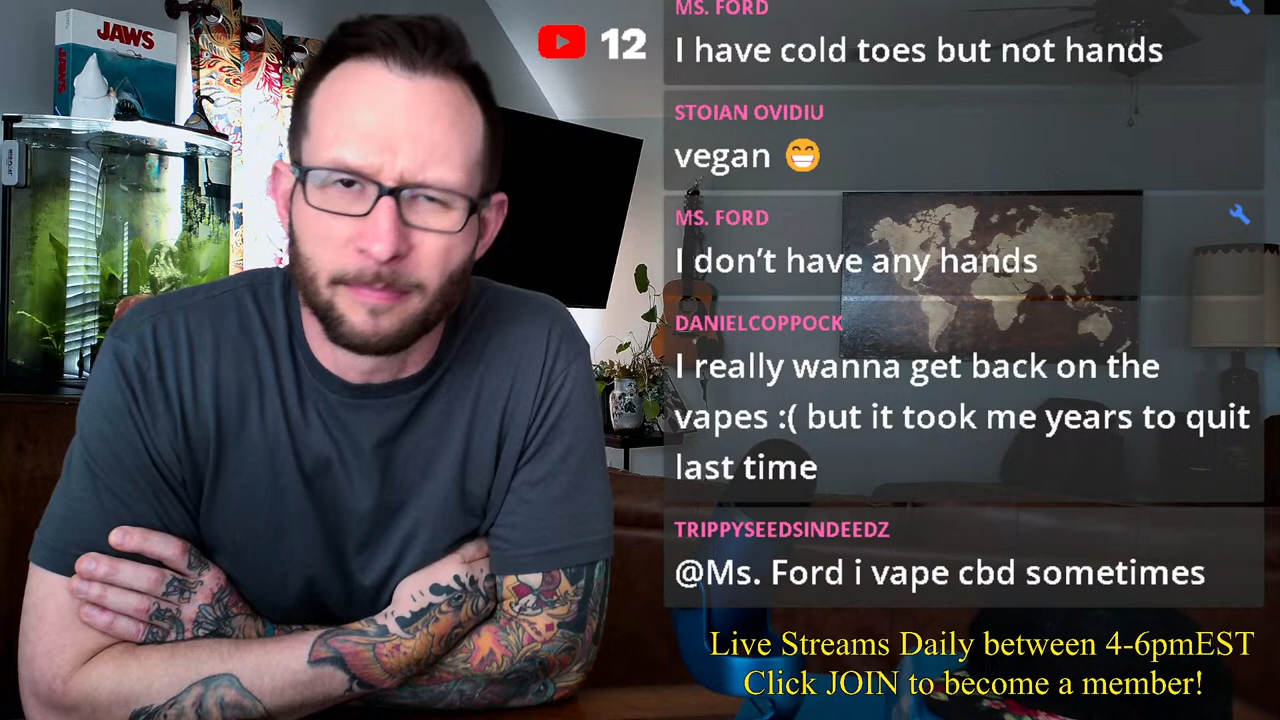 JAWS
JAWS
12
MS. FORD
I have cold toes but not hands
STOIAN OVIDIU
vegan 😁
MS. FORD
I don’t have any hands
DANIELCOPPOCK
I really wanna get back on the
vapes :( but it took me years to quit
last time
TRIPPYSEEDSINDEEDZ
@Ms. Ford i vape cbd sometimes
Live Streams Daily between 4-6pmEST
Click JOIN to become a member!